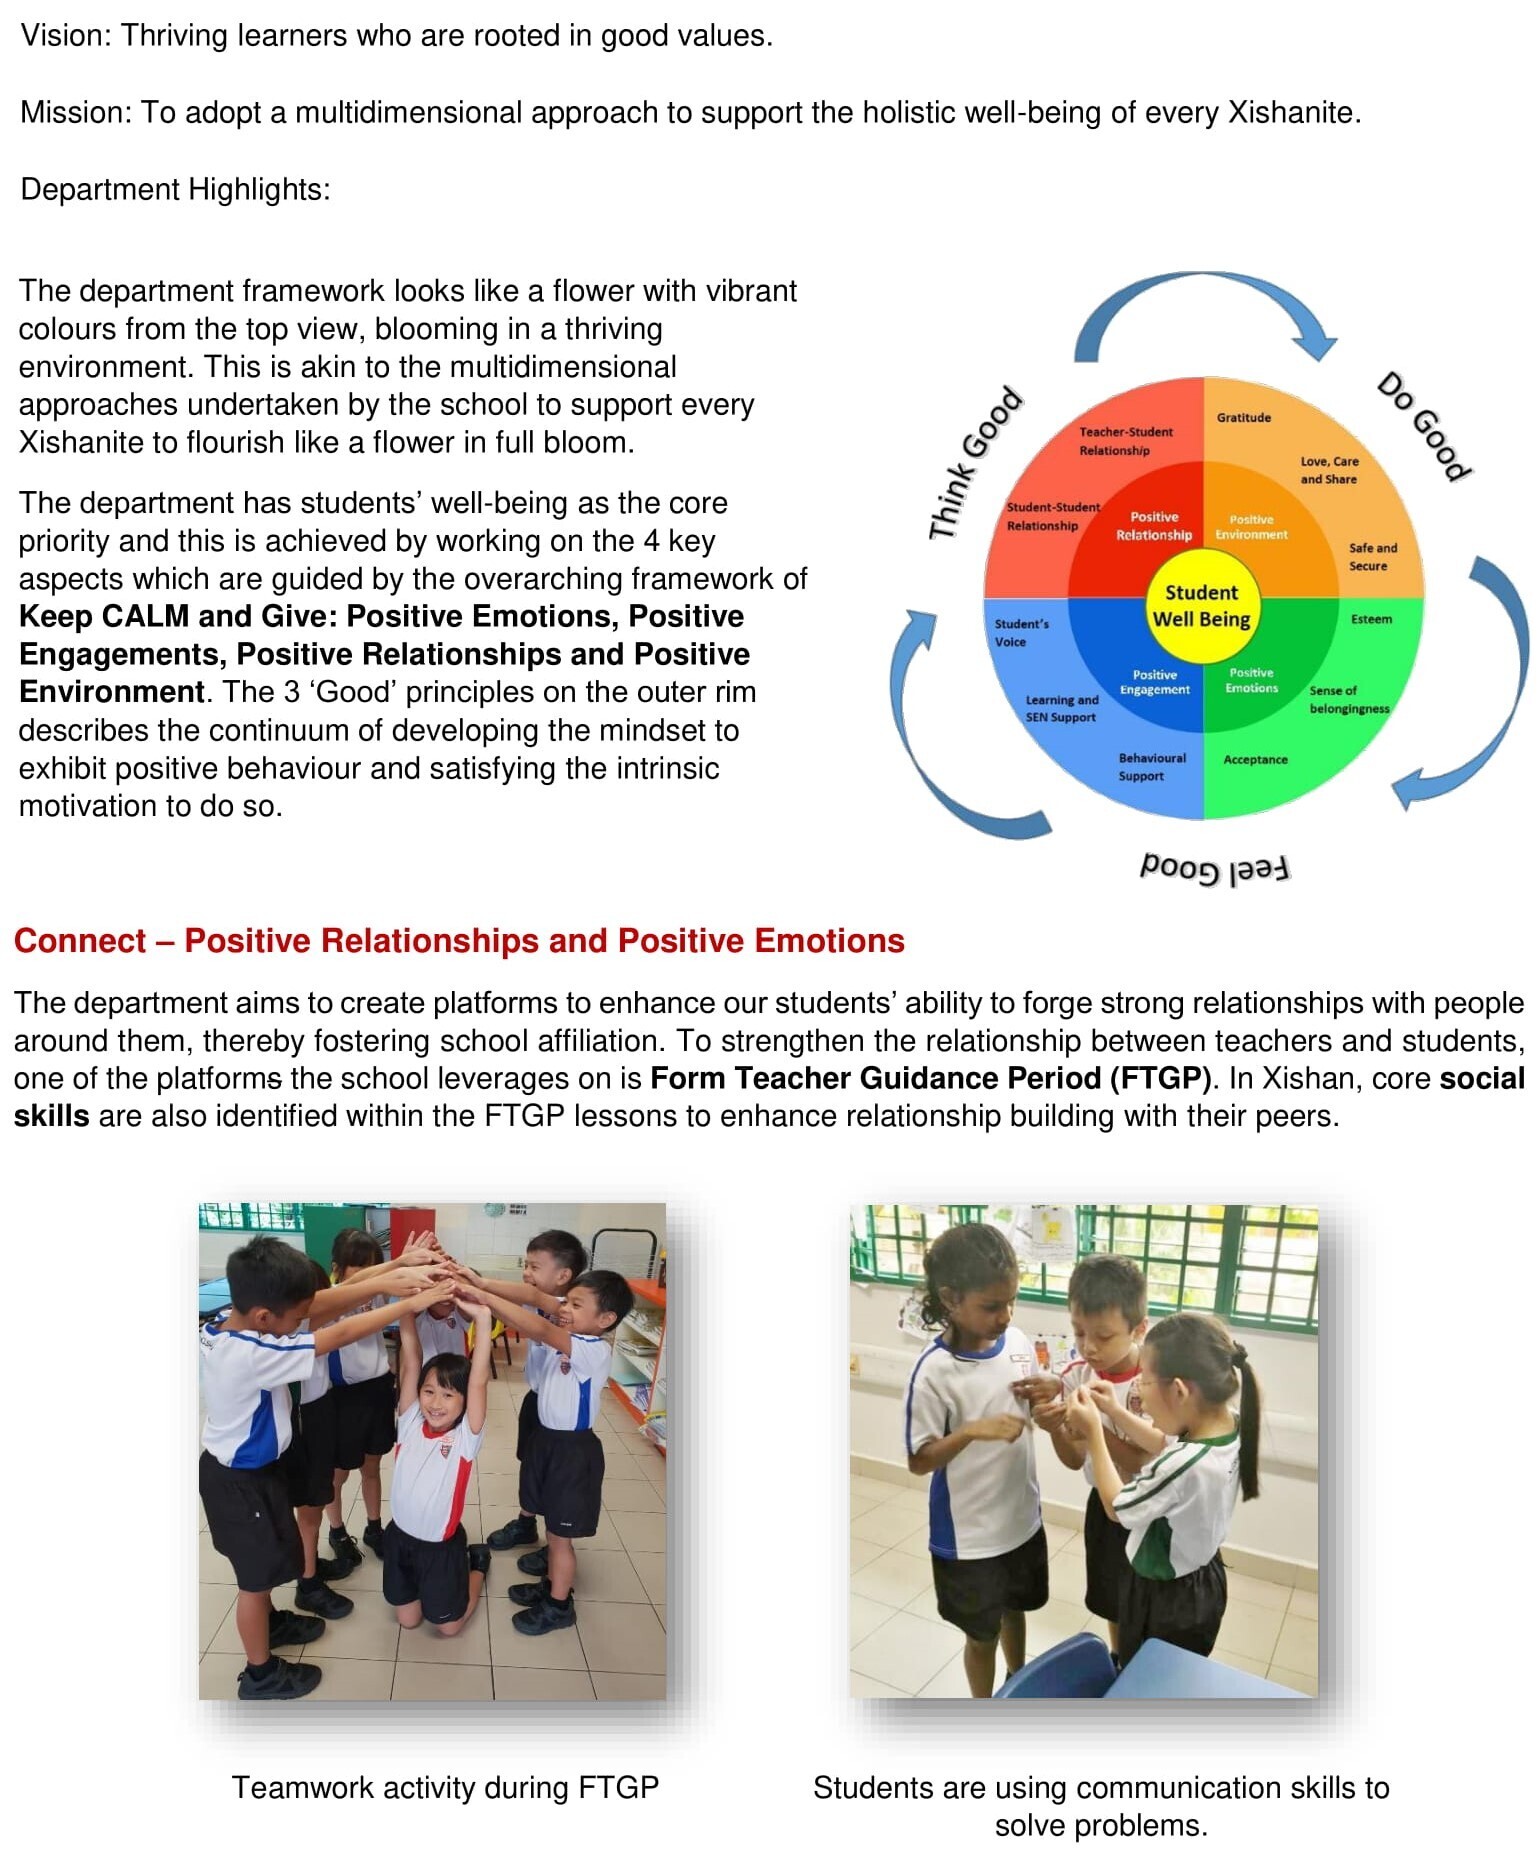 Vision: Thriving learners who are rooted in good values.
Mission: To adopt a multidimensional approach to support the holistic well-being of every Xishanite.
Department Highlights:
The department framework looks like a flower with vibrant
colours from the top view, blooming in a thriving
environment. This is akin to the multidimensional
approaches undertaken by the school to support every
Xishanite to flourish like a flower in full bloom.
The department has students’ well-being as the core
priority and this is achieved by working on the 4 key
aspects which are guided by the overarching framework of
Keep CALM and Give: Positive Emotions, Positive
Engagements, Positive Relationships and Positive
Environment. The 3 ‘Good’ principles on the outer rim
describes the continuum of developing the mindset to
exhibit positive behaviour and satisfying the intrinsic
motivation to do so.
Think Good
Do Good
Feel Good
Teacher-Student
Relationship
Student-Student
Relationship
Positive
Relationship
Gratitude
Love, Care
and Share
Safe and
Secure
Positive
Environment
Student
Well Being
Student's
Voice
Learning and
SEN Support
Behavioural
Support
Positive
Engagement
Positive
Emotions
Esteem
Sense of
belongingness
Acceptance
Connect – Positive Relationships and Positive Emotions
The department aims to create platforms to enhance our students’ ability to forge strong relationships with people
around them, thereby fostering school affiliation. To strengthen the relationship between teachers and students,
one of the platforms the school leverages on is Form Teacher Guidance Period (FTGP). In Xishan, core social
skills are also identified within the FTGP lessons to enhance relationship building with their peers.
Teamwork activity during FTGP
Students are using communication skills to
solve problems.